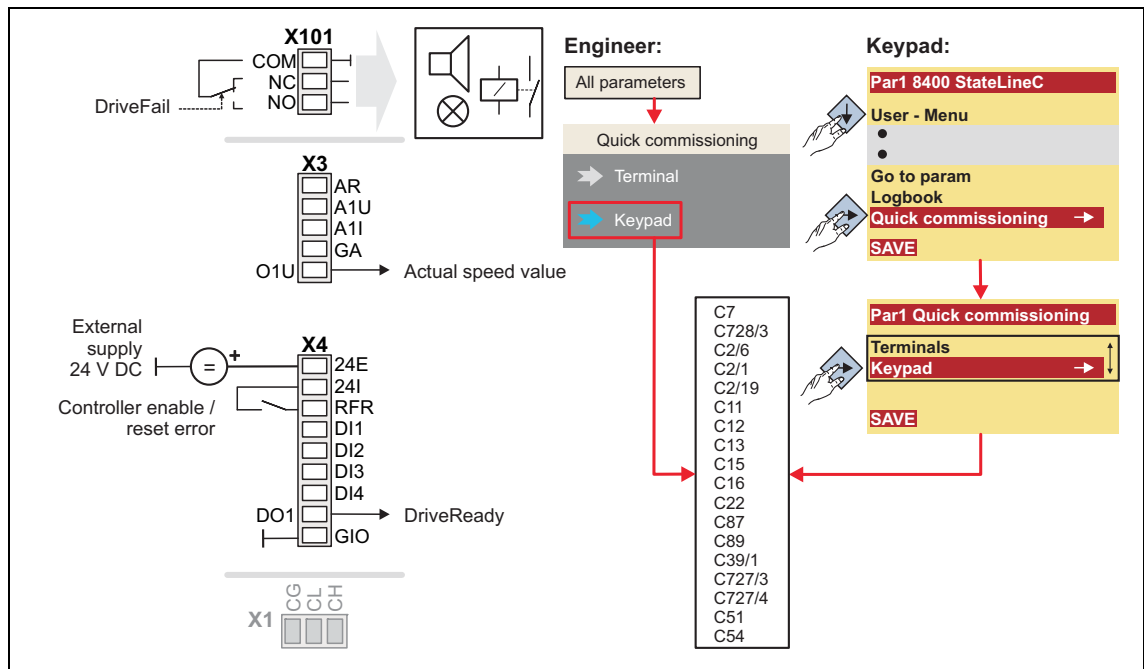 X101
COM
NC
NO
DriveFail
X3
AR
A1U
A1I
GA
O1U
Actual speed value
External
supply
24 V DC
=
+
X4
24E
24I
RFR
Controller enable /
reset error
DI1
DI2
DI3
DI4
DO1
DriveReady
GIO
X1
CG
CL
CH
Engineer:
All parameters
Quick commissioning
Terminal
Keypad
C7
C728/3
C2/6
C2/1
C2/19
C11
C12
C13
C15
C16
C22
C87
C89
C39/1
C727/3
C727/4
C51
C54
Keypad:
Par1 8400 StateLineC
User - Menu
Go to param
Logbook
Quick commissioning
SAVE
Par1 Quick commissioning
Terminals
Keypad
SAVE